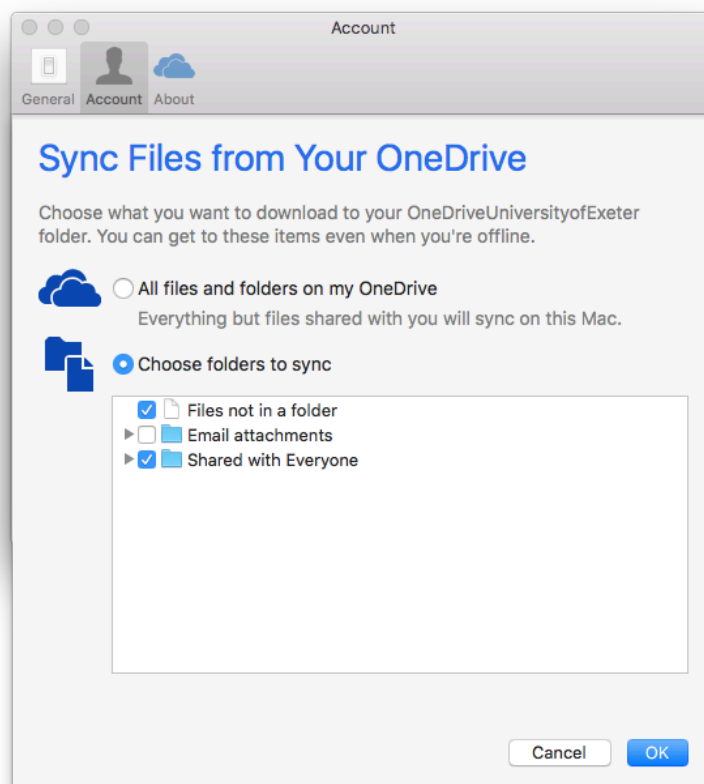 Account
General Account About
Sync Files from Your OneDrive
Choose what you want to download to your OneDriveUniversityofExeter
folder. You can get to these items even when you're offline.
All files and folders on my OneDrive
Everything but files shared with you will sync on this Mac.
Choose folders to sync
Files not in a folder
Email attachments
Shared with Everyone
Cancel OK